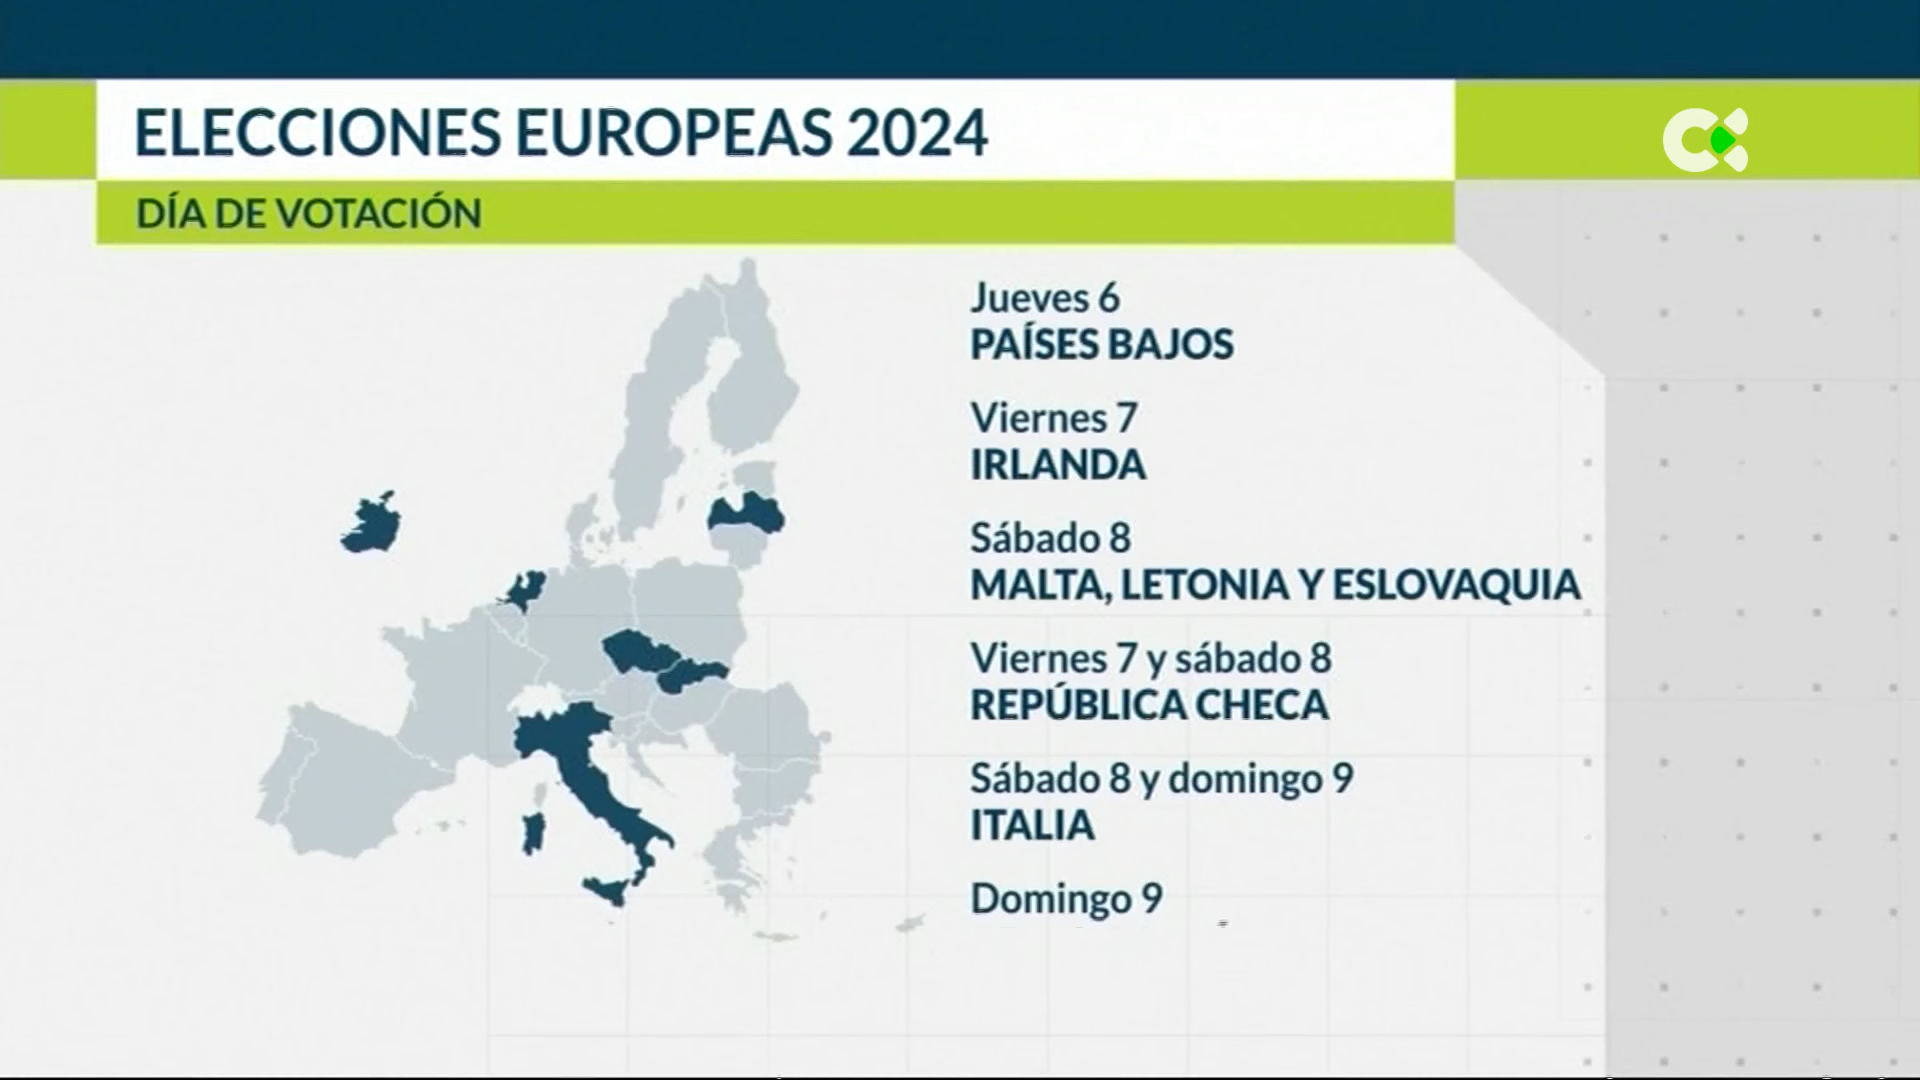 ELECCIONES EUROPEAS 2024
DÍA DE VOTACIÓN
Jueves 6
PAÍSES BAJOS
Viernes 7
IRLANDA
Sábado 8
MALTA, LETONIA Y ESLOVAQUIA
Viernes 7 y sábado 8
REPÚBLICA CHECA
Sábado 8 y domingo 9
ITALIA
Domingo 9